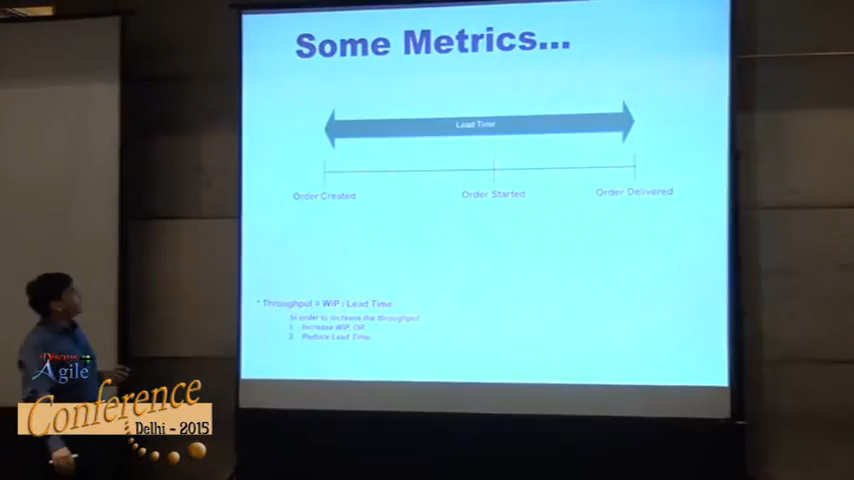 Some Metrics...
Lead Time
Order Created
Order Started
Order Delivered
* Throughput = WIP / Lead Time
In order to increase the throughput
1. Increase WIP, OR
2. Reduce Lead Time
Discuss
Agile
Conference
Delhi - 2015